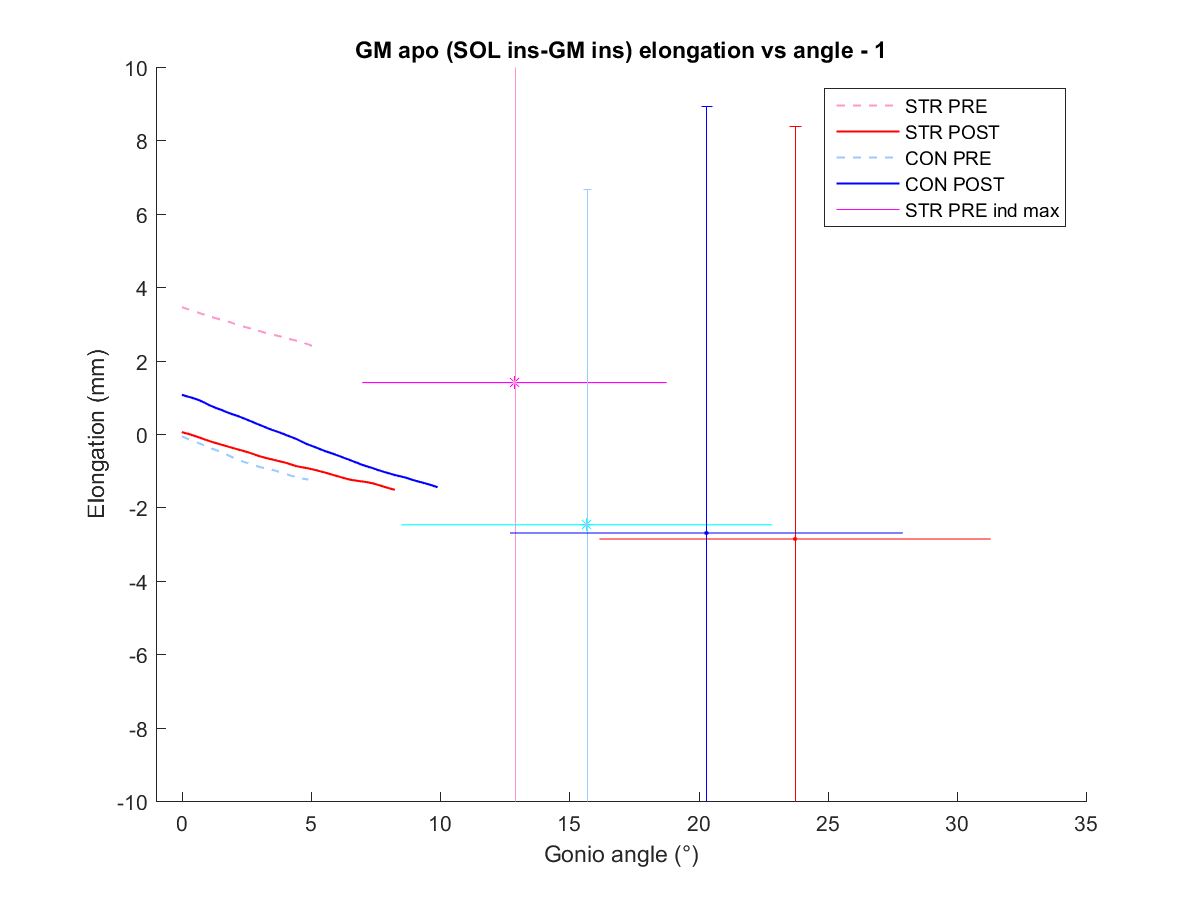 GM apo (SOL ins-GM ins) elongation vs angle - 1
10
8
6
4
2
0
-2
-4
-6
-8
-10
Elongation (mm)
STR PRE
STR POST
CON PRE
CON POST
STR PRE ind max
0 5 10 15 20 25 30 35
Gonio angle (°)